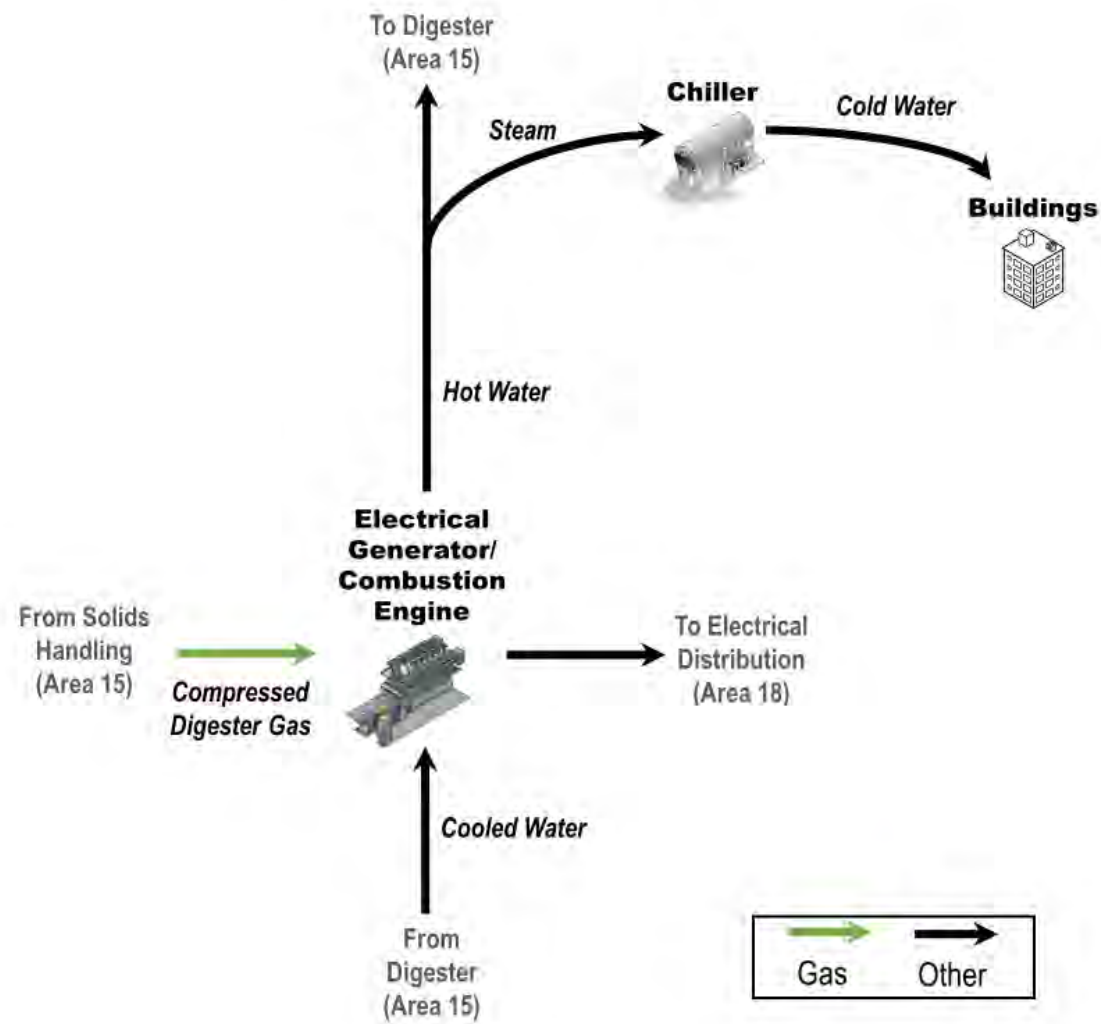 To Digester
(Area 15)
Chiller
Cold Water
Steam
Buildings
Hot Water
Electrical
Generator/
Combustion
Engine
From Solids
Handling
(Area 15)
Compressed
Digester Gas
To Electrical
Distribution
(Area 18)
Cooled Water
From
Digester
(Area 15)
Gas
Other